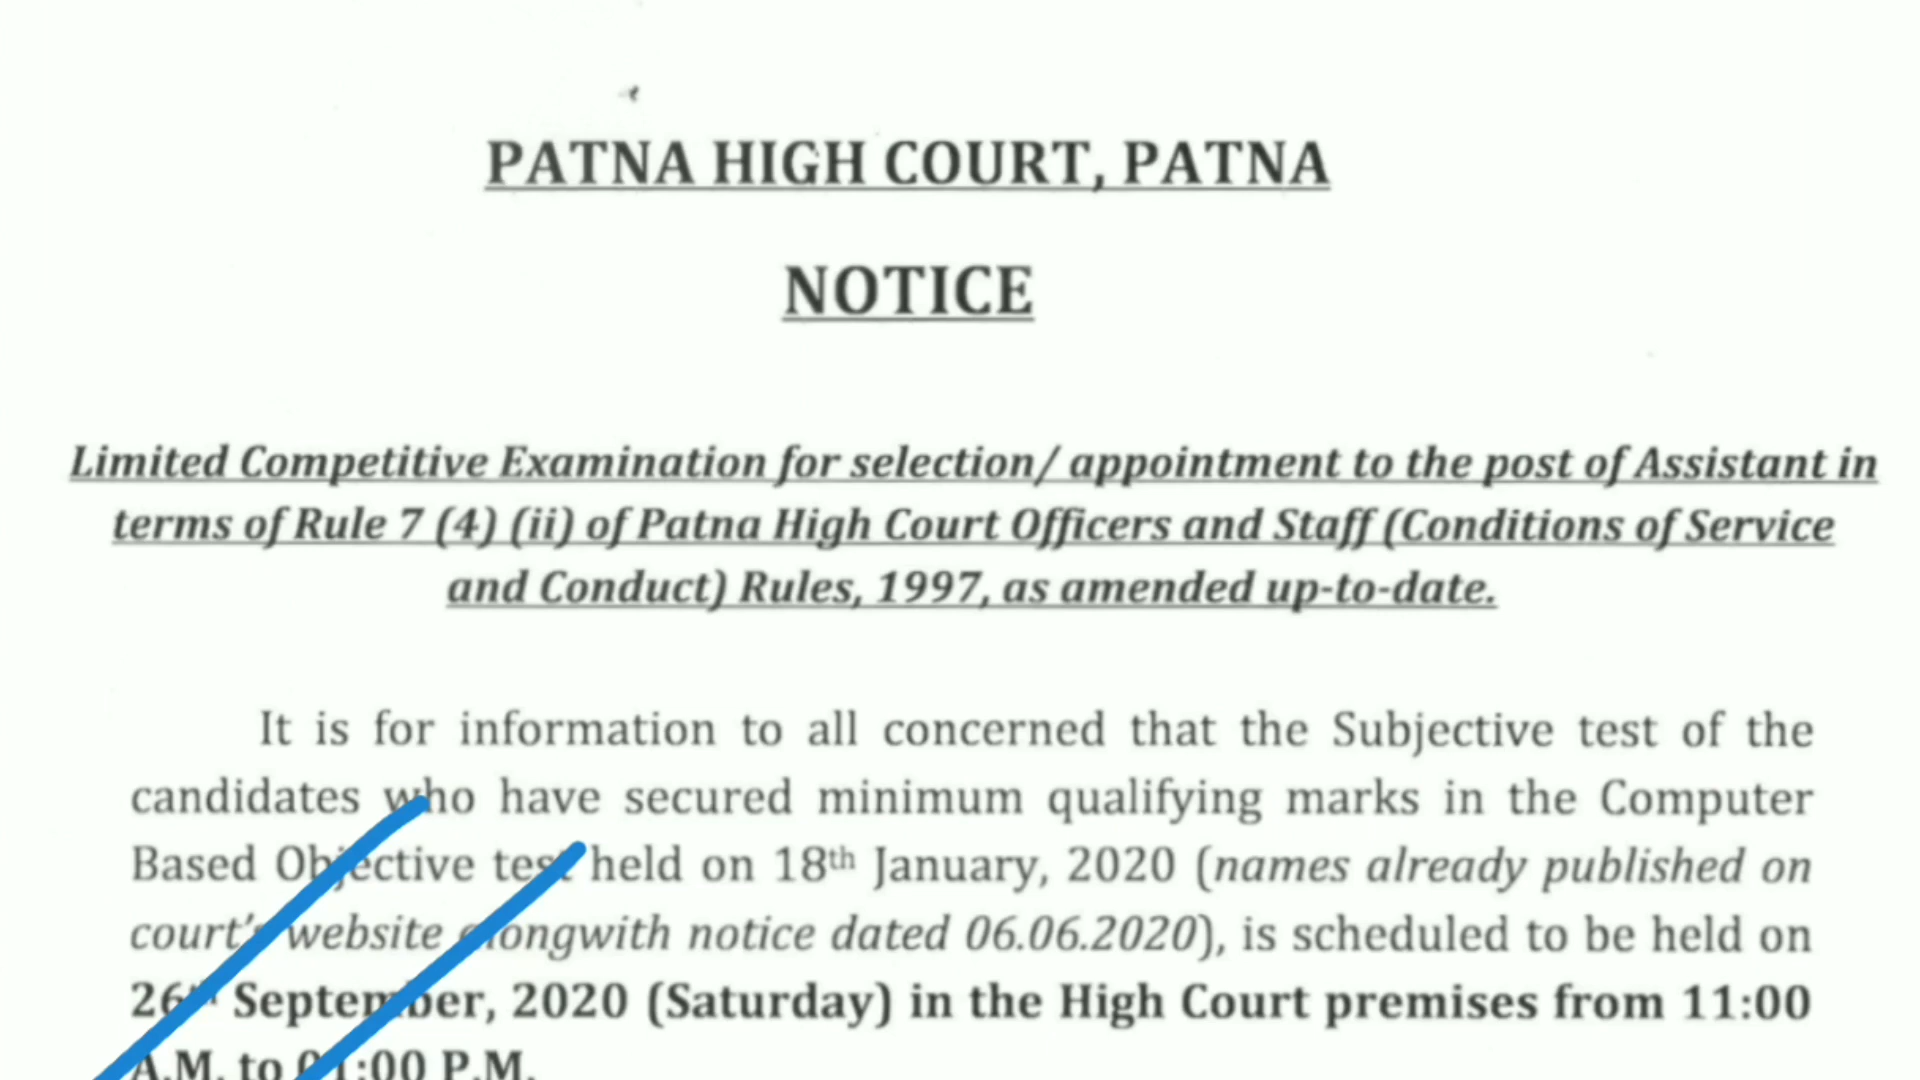 PATNA HIGH COURT, PATNA
NOTICE
Limited Competitive Examination for selection/ appointment to the post of Assistant in
terms of Rule 7 (4) (ii) of Patna High Court Officers and Staff (Conditions of Service
and Conduct) Rules, 1997, as amended up-to-date.
It is for information to all concerned that the Subjective test of the
candidates who have secured minimum qualifying marks in the Computer
Based Objective test held on 18th January, 2020 (names already published on
court's website alongwith notice dated 06.06.2020), is scheduled to be held on
26th September, 2020 (Saturday) in the High Court premises from 11:00
A.M. to 01:00 P.M.